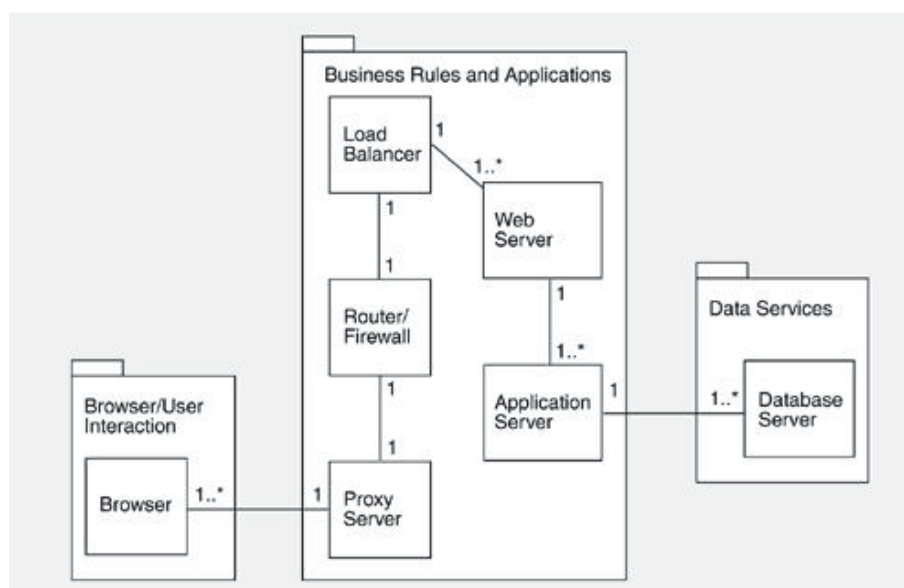 Business Rules and Applications
Load
Balancer
1
1..*
Web
Server
1
1
Router/
Firewall
1
1..*
Application
Server
1
1..*
Data Services
Database
Server
1
1
Browser/User
Interaction
Browser
1..*
1
Proxy
Server